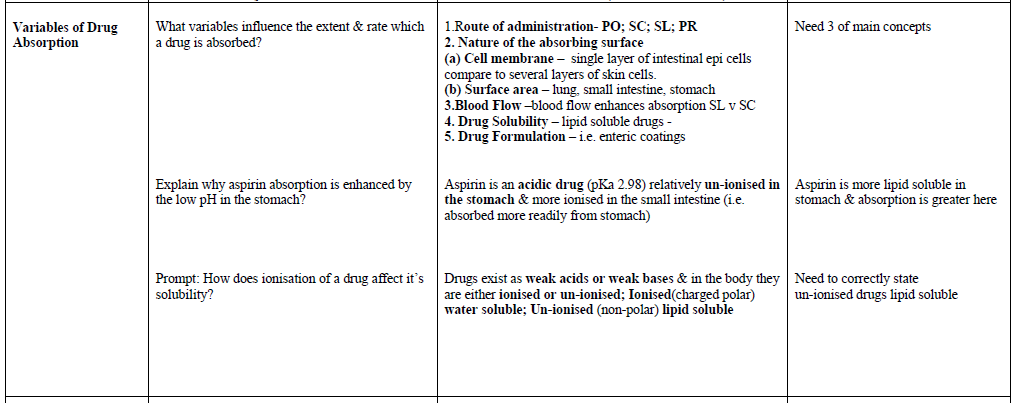 Variables of Drug
Absorption
What variables influence the extent & rate which
a drug is absorbed?
1.Route of administration- PO; SC; SL; PR
2. Nature of the absorbing surface
(a) Cell membrane – single layer of intestinal epi cells
compare to several layers of skin cells.
(b) Surface area – lung, small intestine, stomach
3.Blood Flow –blood flow enhances absorption SL v SC
4. Drug Solubility – lipid soluble drugs -
5. Drug Formulation – i.e. enteric coatings
Need 3 of main concepts
Explain why aspirin absorption is enhanced by
the low pH in the stomach?
Aspirin is an acidic drug (pKa 2.98) relatively un-ionised in
the stomach & more ionised in the small intestine (i.e.
absorbed more readily from stomach)
Aspirin is more lipid soluble in
stomach & absorption is greater here
Prompt: How does ionisation of a drug affect it’s
solubility?
Drugs exist as weak acids or weak bases & in the body they
are either ionised or un-ionised; Ionised(charged polar)
water soluble; Un-ionised (non-polar) lipid soluble
Need to correctly state
un-ionised drugs lipid soluble